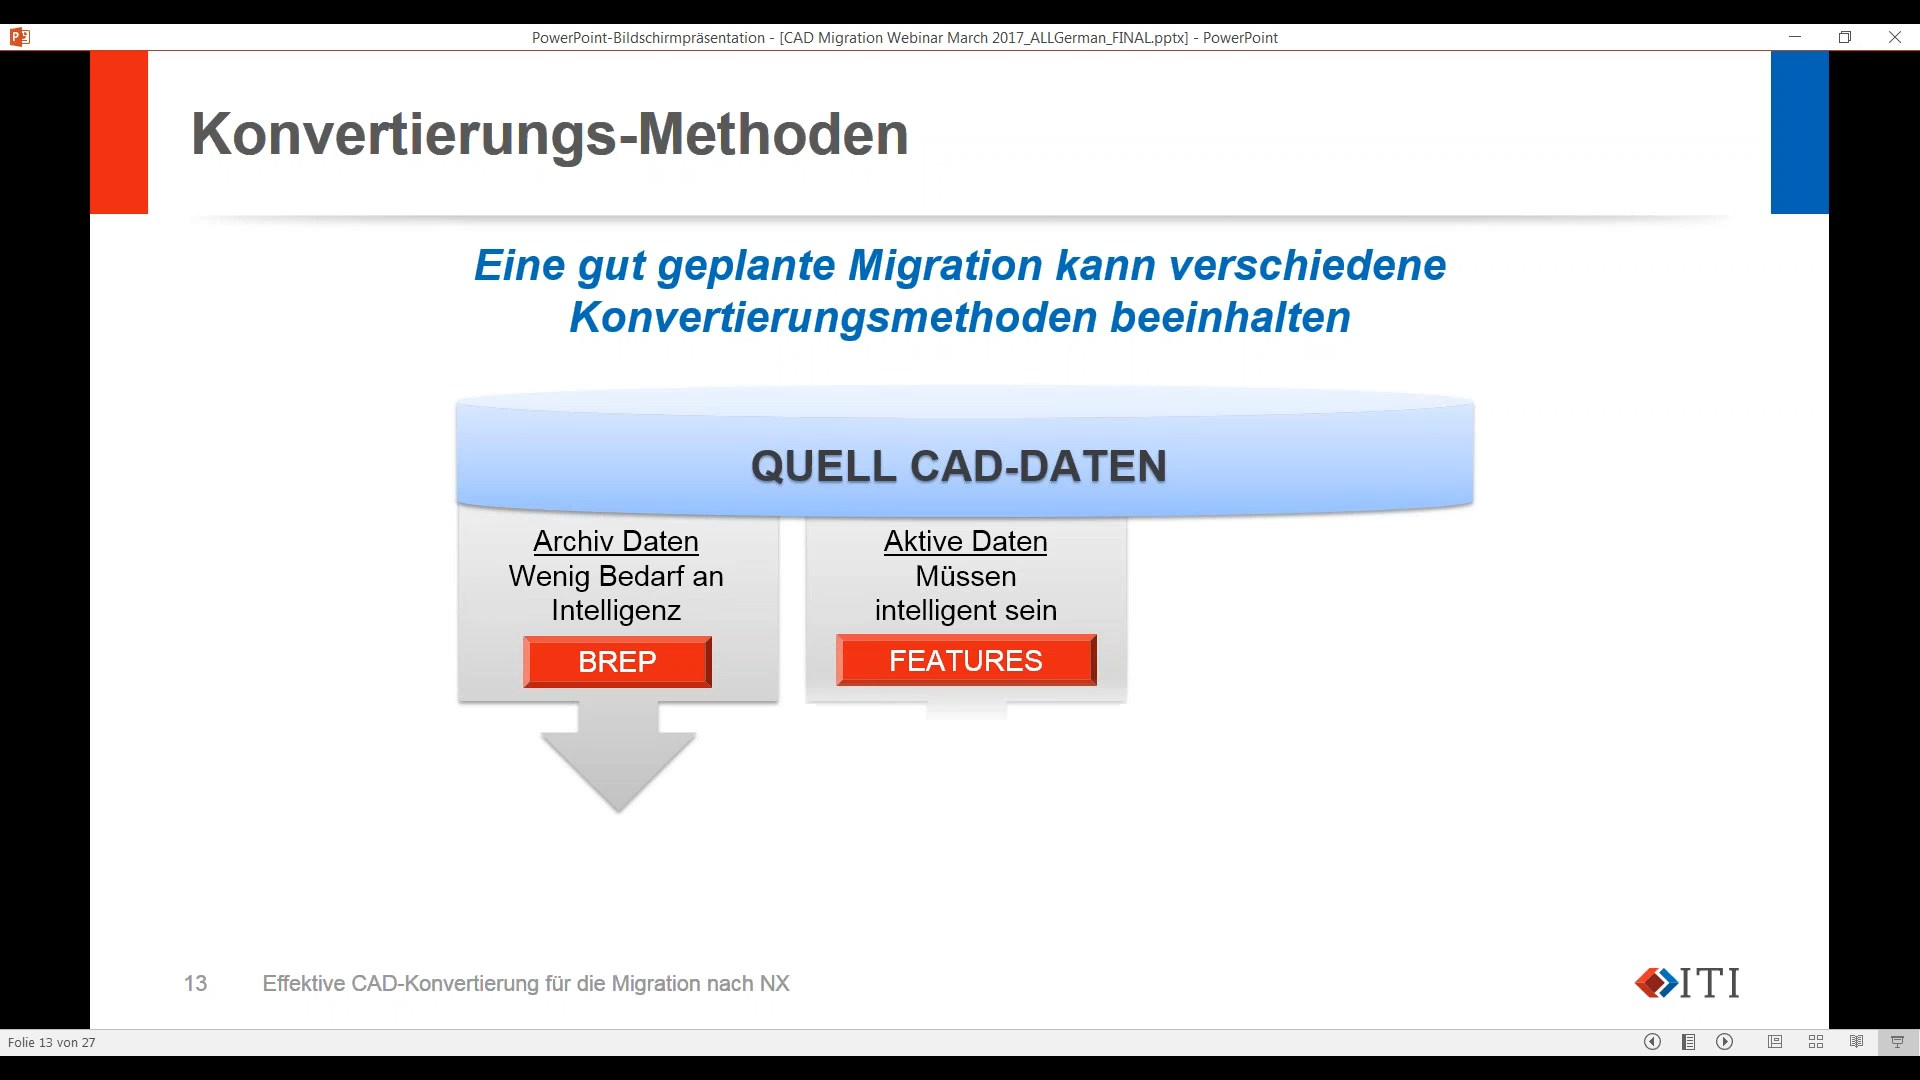 PowerPoint-Bildschirmpräsentation - [CAD Migration Webinar March 2017_ALLGerman_FINAL.pptx] - PowerPoint
Konvertierungs-Methoden
Eine gut geplante Migration kann verschiedene
Konvertierungsmethoden beeinhalten
QUELL CAD-DATEN
Archiv Daten
Wenig Bedarf an
Intelligenz
BREP
Aktive Daten
Müssen
intelligent sein
FEATURES
13 Effektive CAD-Konvertierung für die Migration nach NX
ITI
Folie 13 von 27